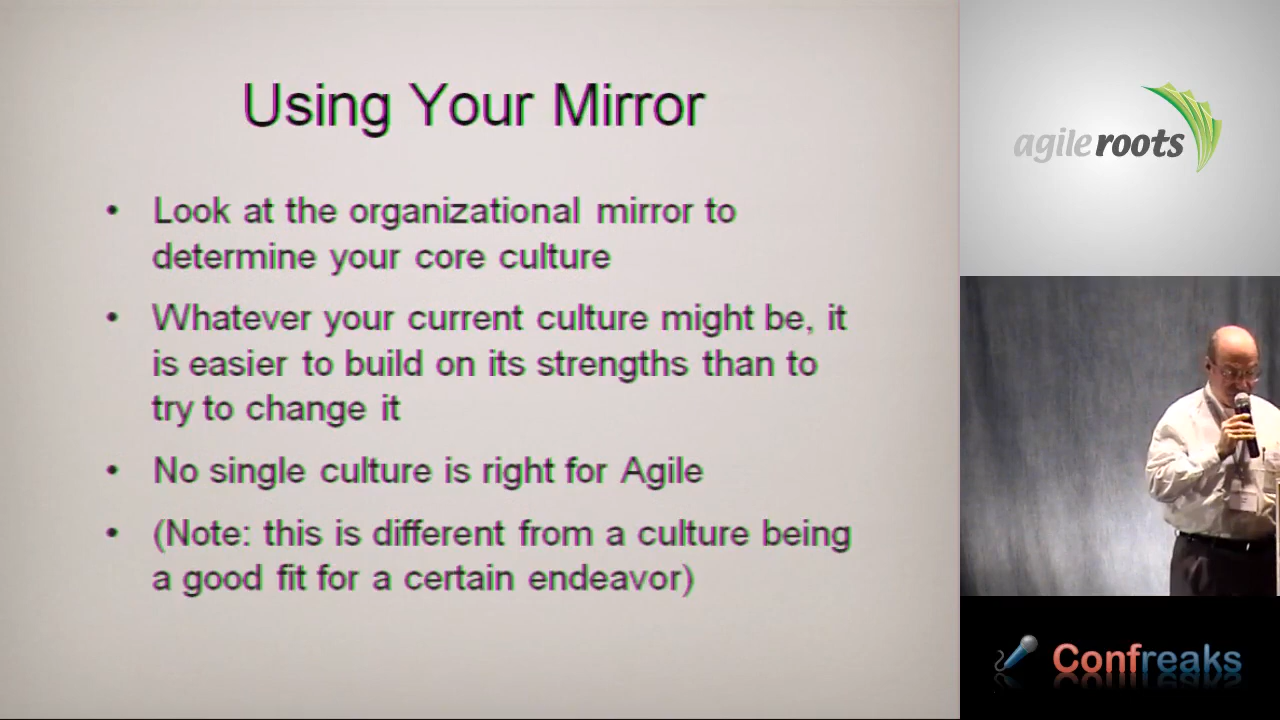 Using Your Mirror
• Look at the organizational mirror to
determine your core culture
• Whatever your current culture might be, it
is easier to build on its strengths than to
try to change it
• No single culture is right for Agile
• (Note: this is different from a culture being
a good fit for a certain endeavor)
agile roots
Confreaks